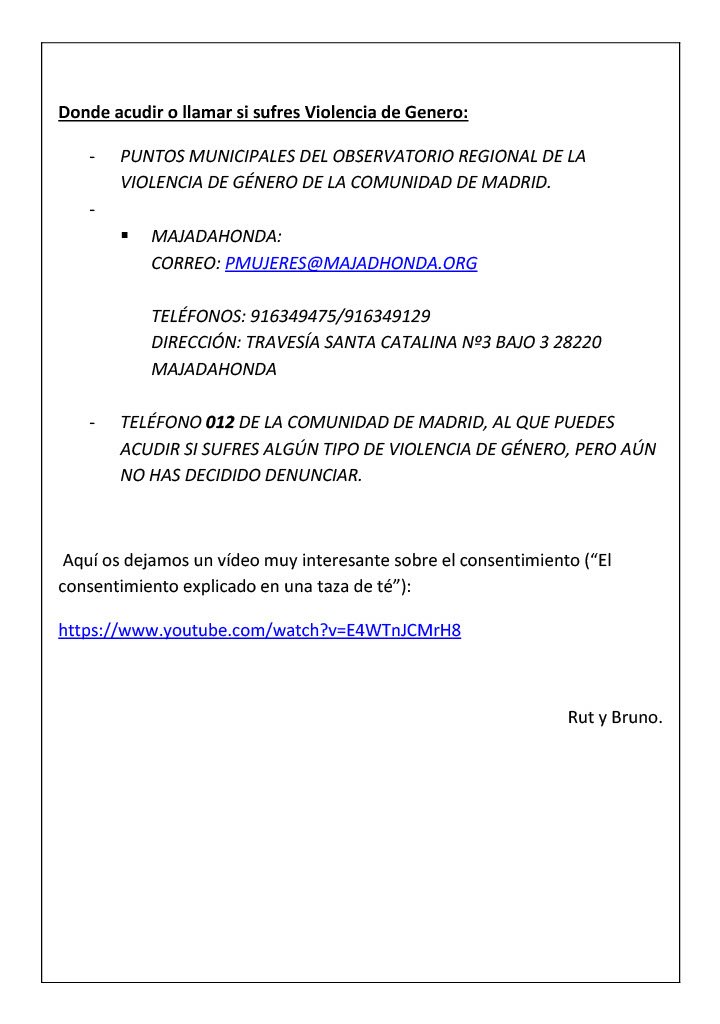 Donde acudir o llamar si sufres Violencia de Genero:
- PUNTOS MUNICIPALES DEL OBSERVATORIO REGIONAL DE LA
VIOLENCIA DE GÉNERO DE LA COMUNIDAD DE MADRID.
-
▪ MAJADAHONDA:
CORREO: PMUJERES@MAJADHONDA.ORG
TELÉFONOS: 916349475/916349129
DIRECCIÓN: TRAVESÍA SANTA CATALINA Nº3 BAJO 3 28220
MAJADAHONDA
- TELÉFONO 012 DE LA COMUNIDAD DE MADRID, AL QUE PUEDES
ACUDIR SI SUFRES ALGÚN TIPO DE VIOLENCIA DE GÉNERO, PERO AÚN
NO HAS DECIDIDO DENUNCIAR.
Aquí os dejamos un vídeo muy interesante sobre el consentimiento (“El
consentimiento explicado en una taza de té”):
https://www.youtube.com/watch?v=E4WTnJCMrH8
Rut y Bruno.